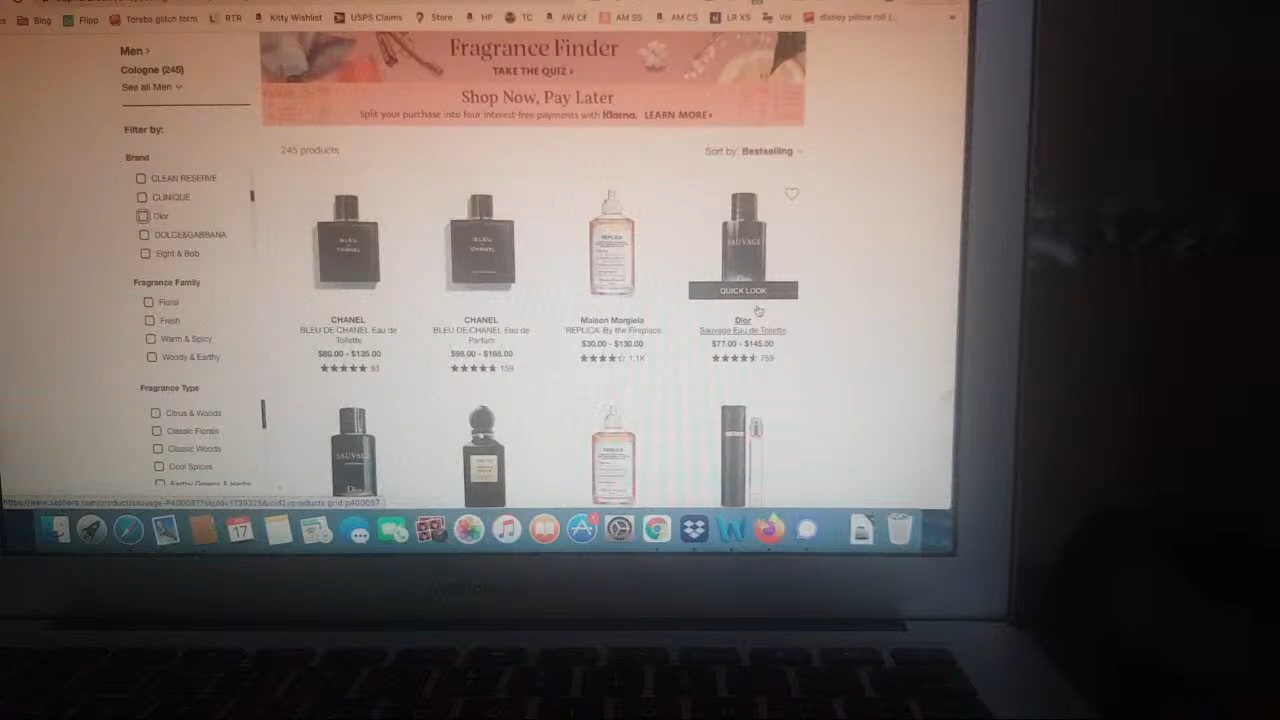 Bing
Flipp
Toreba glitch form
RTR
Kitty Wishlist
USPS Claims
Store
HP
TC
AW CF
AM SS
AM CS
LR XS
disney pillow
Men >
Cologne (245)
See all Men
Filter by:
Brand
CLEAN RESERVE
CLINIQUE
Dior
DOLCE&GABBANA
Eight & Bob
Fragrance Family
Floral
Fresh
Warm & Spicy
Woody & Earthy
Fragrance Type
Citrus & Woods
Classic Florals
Classic Woods
Cool Spices
Earthy Greens & Herbs
Fragrance Finder
TAKE THE QUIZ ›
Shop Now, Pay Later
Split your purchase into four interest-free payments with Klarna. LEARN MORE ›
245 products
Sort by: Bestselling
BLEU
CHANEL
BLEU
CHANEL
REPLICA
SAUVAGE
QUICK LOOK
CHANEL
BLEU DE CHANEL Eau de
Toilette
$80.00 - $135.00
93
CHANEL
BLEU DE CHANEL Eau de
Parfum
$98.00 - $165.00
159
Maison Margiela
'REPLICA' By the Fireplace
$30.00 - $130.00
1.1K
Dior
Sauvage Eau de Toilette
$77.00 - $145.00
759
SAUVAGE
Dior
REPLICA
17